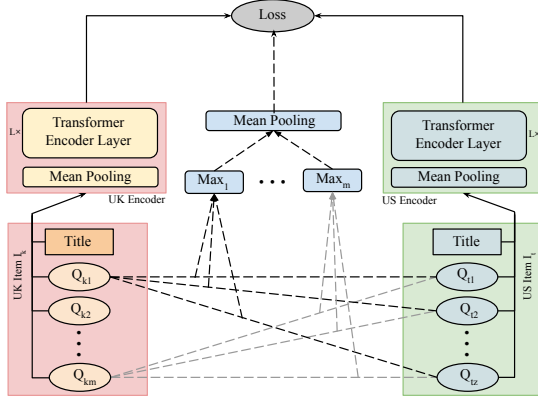 Loss
L×
Transformer
Encoder Layer
Mean Pooling
UK Encoder
Mean Pooling
Max1
Maxm
Transformer
Encoder Layer
L×
Mean Pooling
US Encoder
UK Item Ik
Title
Qk1
Qk2
Qkm
Title
Qt1
Qt2
Qtz
US Item It